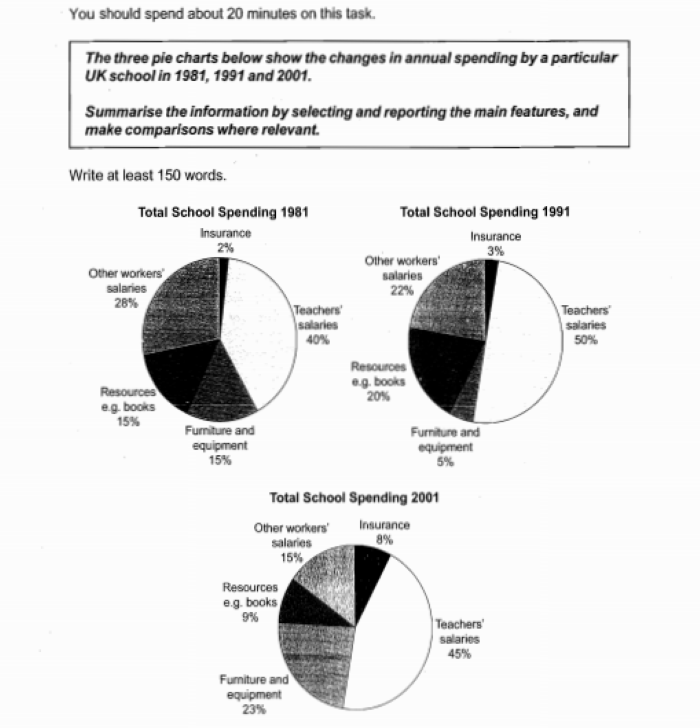 You should spend about 20 minutes on this task.
The three pie charts below show the changes in annual spending by a particular
UK school in 1981, 1991 and 2001.
Summarise the information by selecting and reporting the main features, and
make comparisons where relevant.
Write at least 150 words.
Total School Spending 1981
Insurance
2%
Other workers'
salaries
28%
Teachers'
salaries
40%
Resources
e.g. books
15%
Furniture and
equipment
15%
Total School Spending 1991
Insurance
3%
Other workers'
salaries
22%
Teachers'
salaries
50%
Resources
e.g. books
20%
Furniture and
equipment
5%
Total School Spending 2001
Other workers'
salaries
15%
Insurance
8%
Resources
e.g. books
9%
Teachers'
salaries
45%
Furniture and
equipment
23%